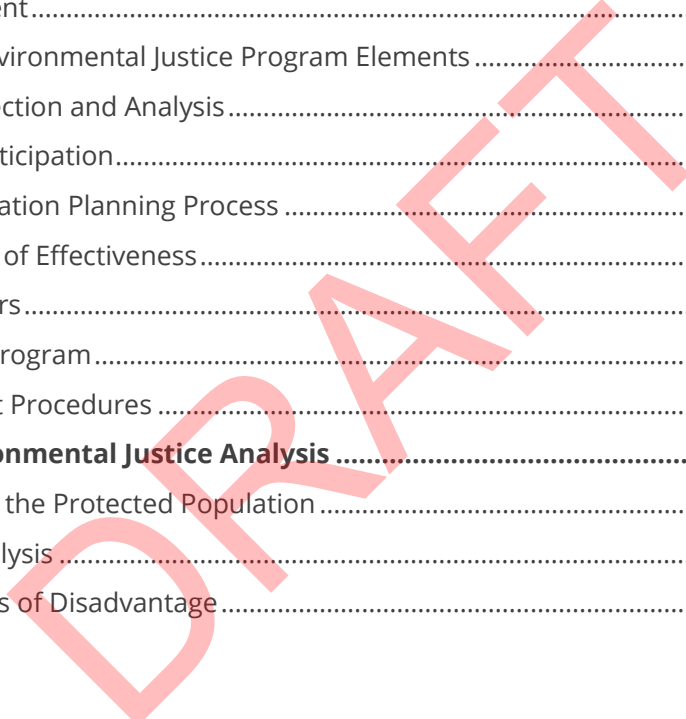 ent
vironmental Justice Program Elements
ection and Analysis
ticipation
ation Planning Process
of Effectiveness
rs
rogram
t Procedures
onmental Justice Analysis
the Protected Population
lysis
s of Disadvantage
DRAFT